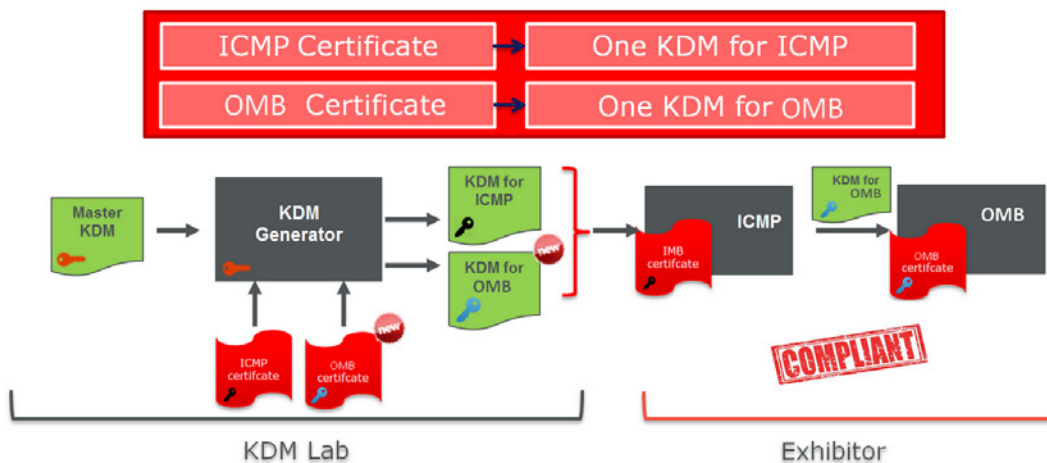 ICMP Certificate
One KDM for ICMP
OMB Certificate
One KDM for OMB
Master
KDM
KDM
Generator
KDM for
ICMP
new
KDM for
OMB
ICMP
certifcate
new
OMB
certifcate
ICMP
IMB
certifcate
KDM for
OMB
OMB
OMB
certifcate
COMPLIANT
KDM Lab
Exhibitor